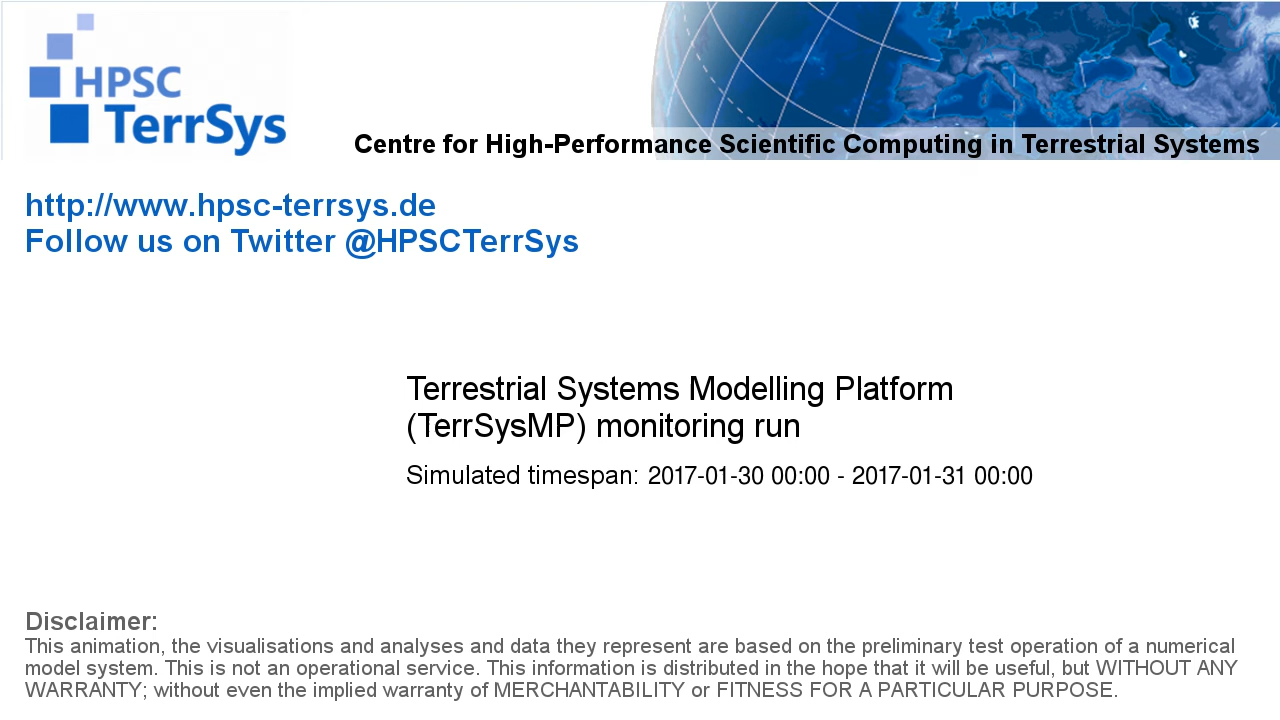 HPSC
TerrSys
Centre for High-Performance Scientific Computing in Terrestrial Systems
http://www.hpsc-terrsys.de
Follow us on Twitter @HPSCTerrSys
Terrestrial Systems Modelling Platform
(TerrSysMP) monitoring run
Simulated timespan: 2017-01-30 00:00 - 2017-01-31 00:00
Disclaimer:
This animation, the visualisations and analyses and data they represent are based on the preliminary test operation of a numerical
model system. This is not an operational service. This information is distributed in the hope that it will be useful, but WITHOUT ANY
WARRANTY; without even the implied warranty of MERCHANTABILITY or FITNESS FOR A PARTICULAR PURPOSE.